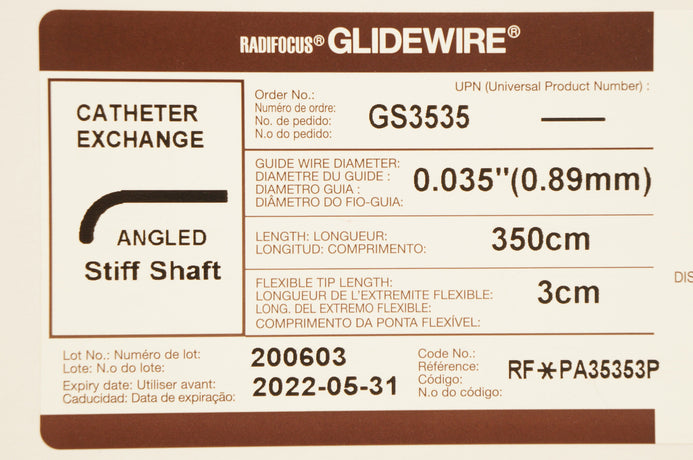 RADIFOCUS® GLIDEWIRE®
CATHETER
EXCHANGE
ANGLED
Stiff Shaft
Order No.:
Numéro de ordre:
No. de pedido:
N.o do pedido:
GS3535
UPN (Universal Product Number) :
GUIDE WIRE DIAMETER:
DIAMETRE DU GUIDE :
DIAMETRO GUIA :
DIÂMETRO DO FIO-GUIA:
0.035"(0.89mm)
LENGTH: LONGUEUR:
LONGITUD: COMPRIMENTO:
350cm
FLEXIBLE TIP LENGTH:
LONGUEUR DE L'EXTREMITE FLEXIBLE:
LONG. DEL EXTREMO FLEXIBLE:
COMPRIMENTO DA PONTA FLEXÍVEL:
3cm
Lot No.: Numéro de lot:
Lote: N.o do lote:
200603
Expiry date: Utiliser avant:
Caducidad: Data de expiração:
2022-05-31
Code No.:
Référence:
Código:
N.o do código:
RF*PA35353P
DIS